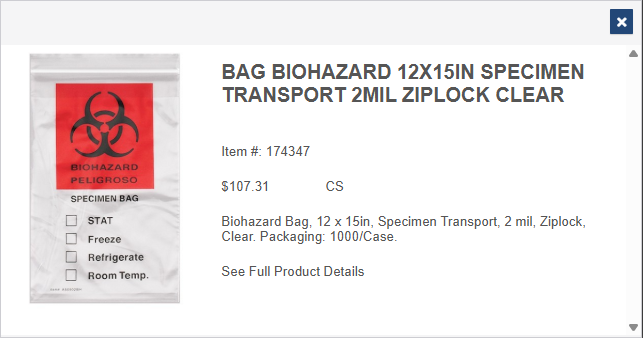 BAG BIOHAZARD 12X15IN SPECIMEN
TRANSPORT 2MIL ZIPLOCK CLEAR
Item #: 174347
$107.31 CS
Biohazard Bag, 12 x 15in, Specimen Transport, 2 mil, Ziplock,
Clear. Packaging: 1000/Case.
See Full Product Details
BIOHAZARD
PELIGROSO
SPECIMEN BAG
STAT
Freeze
Refrigerate
Room Temp.